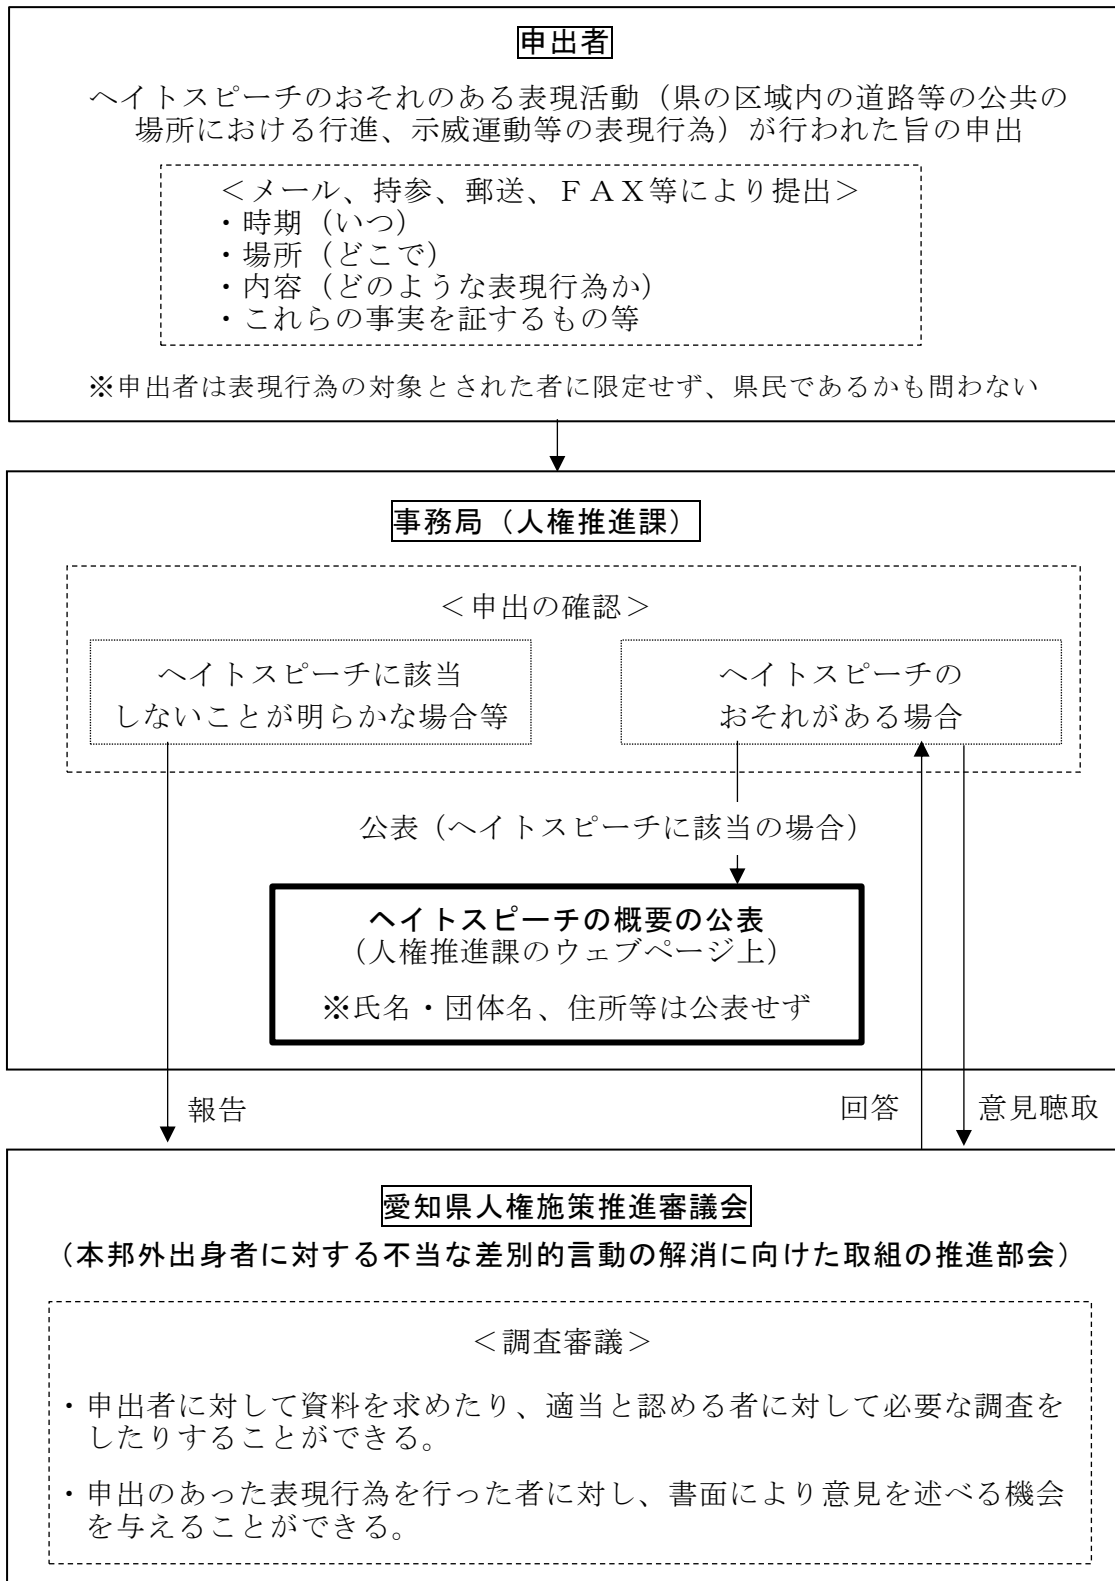 申出者
ヘイトスピーチのおそれのある表現活動（県の区域内の道路等の公共の
場所における行進、示威運動等の表現行為）が行われた旨の申出
＜メール、持参、郵送、ＦＡＸ等により提出＞
・時期（いつ）
・場所（どこで）
・内容（どのような表現行為か）
・これらの事実を証するもの等
※申出者は表現行為の対象とされた者に限定せず、県民であるかも問わない
事務局（人権推進課）
＜申出の確認＞
ヘイトスピーチに該当
しないことが明らかな場合等
ヘイトスピーチの
おそれがある場合
公表（ヘイトスピーチに該当の場合）
ヘイトスピーチの概要の公表
（人権推進課のウェブページ上）
※氏名・団体名、住所等は公表せず
報告
回答
意見聴取
愛知県人権施策推進審議会
（本邦外出身者に対する不当な差別的言動の解消に向けた取組の推進部会）
＜調査審議＞
・申出者に対して資料を求めたり、適当と認める者に対して必要な調査を
したりすることができる。
・申出のあった表現行為を行った者に対し、書面により意見を述べる機会
を与えることができる。